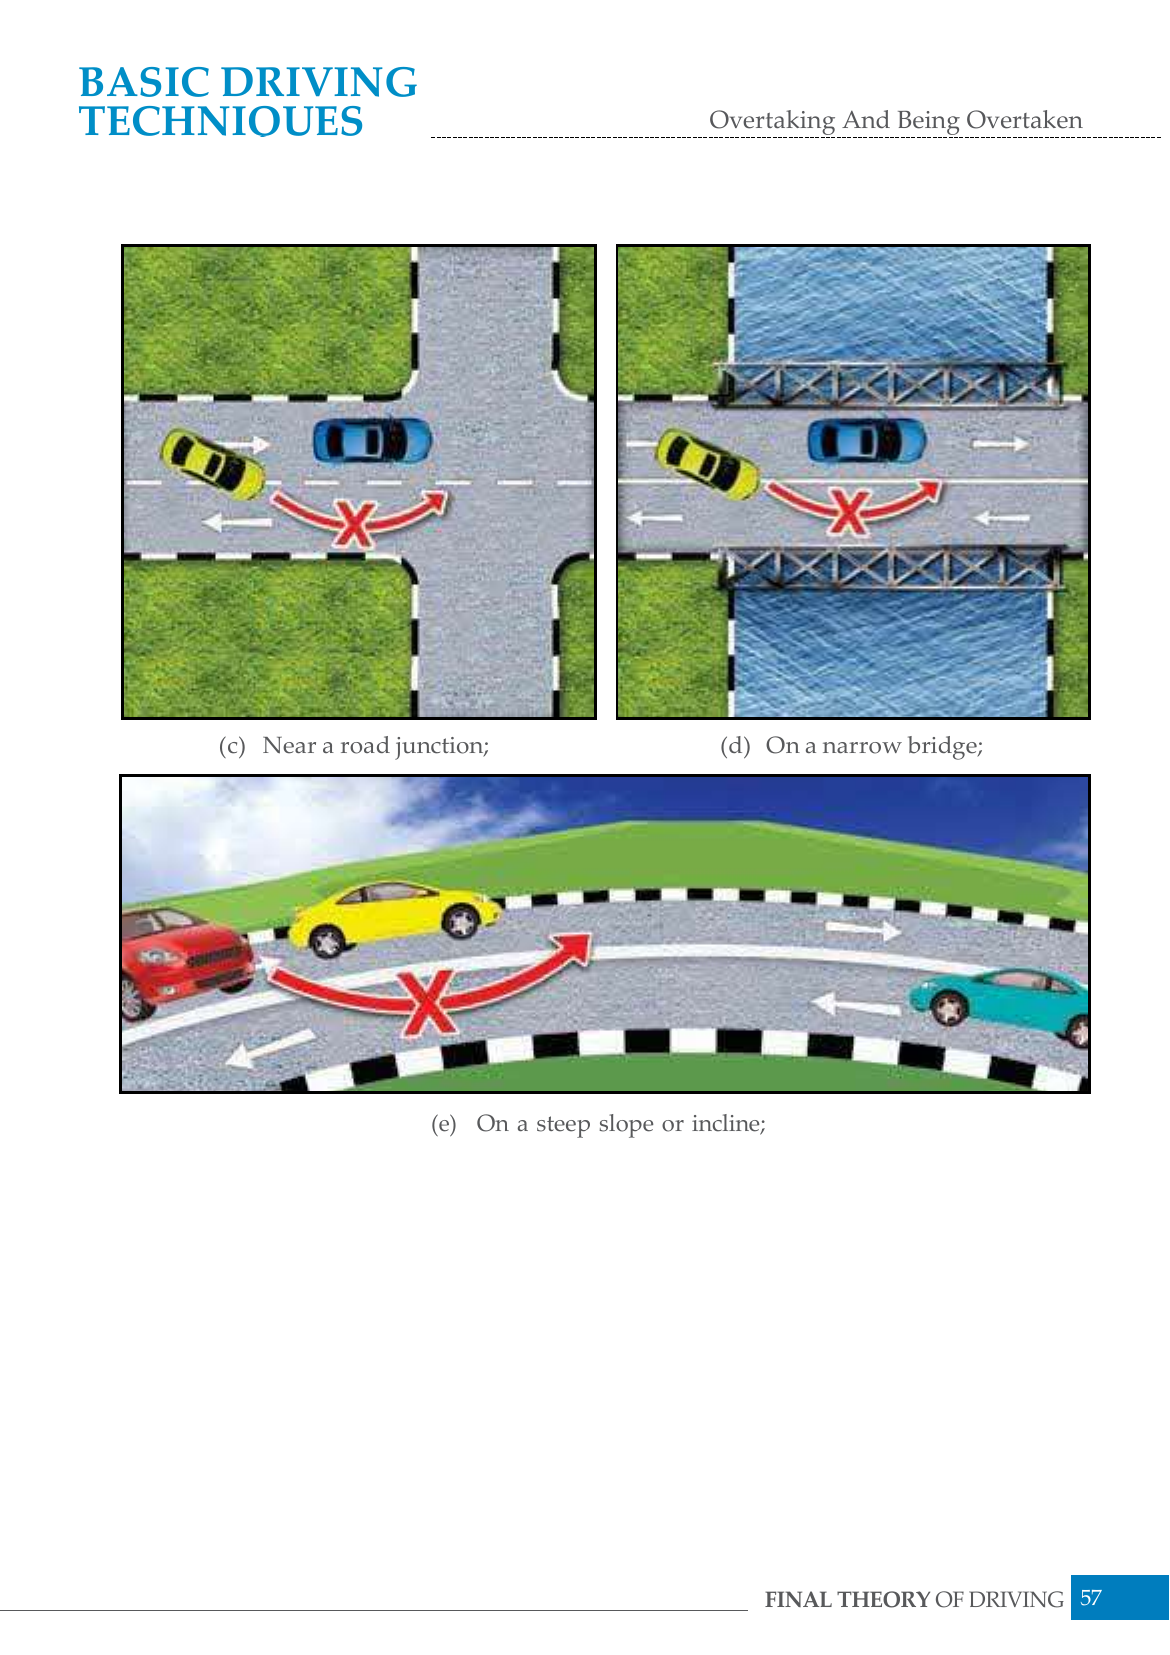 BASIC DRIVING
TECHNIQUES
Overtaking And Being Overtaken
X
X
(c) Near a road junction;
(d) On a narrow bridge;
X
(e) On a steep slope or incline;
FINAL THEORY OF DRIVING 57